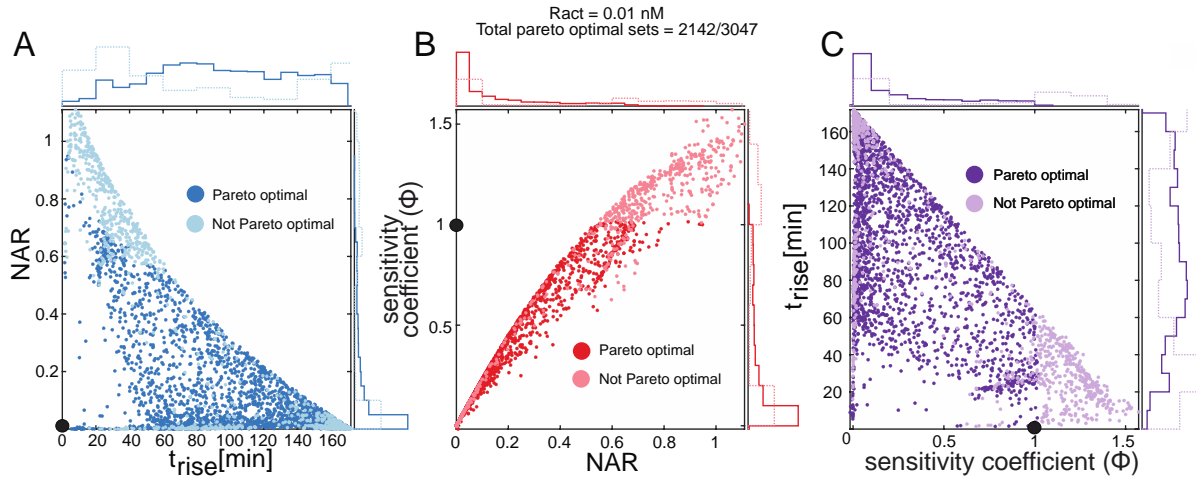 Ract = 0.01 nM
Total pareto optimal sets = 2142/3047
A
NAR
1
0.8
0.6
0.4
0.2
Pareto optimal
Not Pareto optimal
0 20 40 60 80 100 120 140 160
t_rise[min]
B
sensitivity
coefficient (Φ)
1.5
1
0.5
Pareto optimal
Not Pareto optimal
0 0.2 0.4 0.6 0.8 1
NAR
C
t_rise[min]
160
140
120
100
80
60
40
20
Pareto optimal
Not Pareto optimal
0 0.5 1 1.5
sensitivity coefficient (Φ)